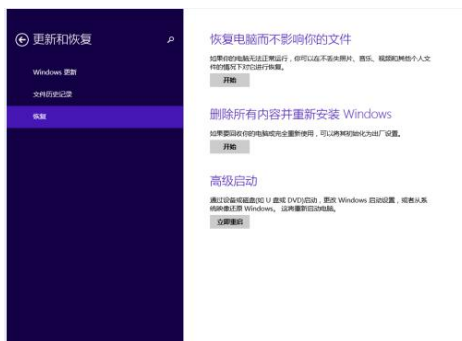 更新和恢复
Windows 更新
文件历史记录
恢复
恢复电脑而不影响你的文件
如果你的电脑无法正常运行，你可以在不丢失照片、音乐、视频和其他个人文
件的情况下对它进行恢复。
开始
删除所有内容并重新安装 Windows
如果要回收你的电脑或完全重新使用，可以将其初始化为出厂设置。
开始
高级启动
通过设备或磁盘(如 U 盘或 DVD)启动，更改 Windows 启动设置，或者从系
统映像还原 Windows。 这将重新启动电脑。
立即重启